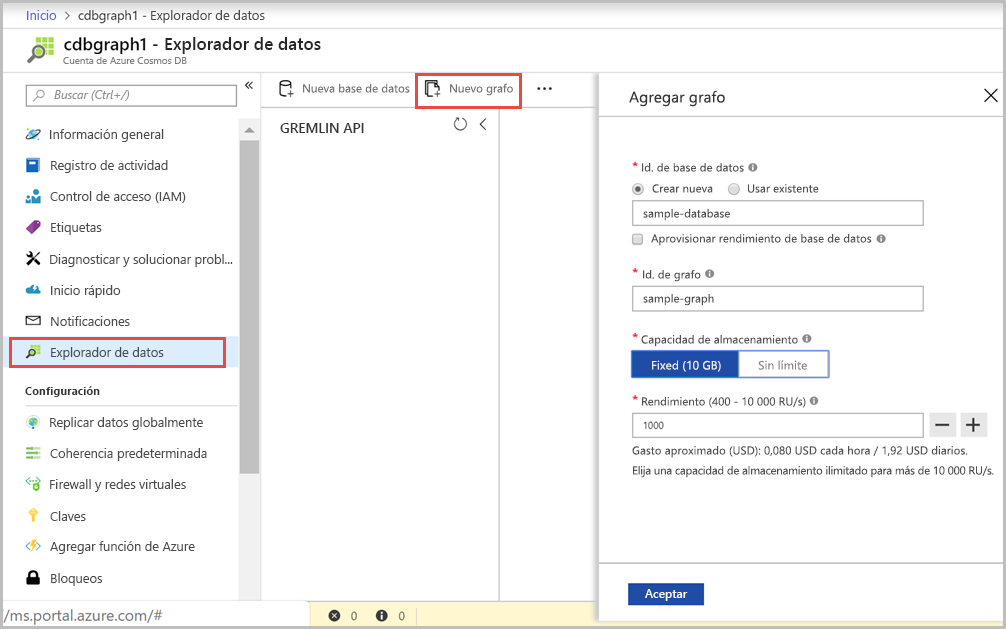 Inicio > cdbgraph1 - Explorador de datos
cdbgraph1 - Explorador de datos
Cuenta de Azure Cosmos DB
Buscar (Ctrl+/)
«
Información general
Registro de actividad
Control de acceso (IAM)
Etiquetas
Diagnosticar y solucionar probl...
Inicio rápido
Notificaciones
Explorador de datos
Configuración
Replicar datos globalmente
Coherencia predeterminada
Firewall y redes virtuales
Claves
Agregar función de Azure
Bloqueos
/ms.portal.azure.com/#
Nueva base de datos
Nuevo grafo
...
GREMLIN API
0
0
Agregar grafo
* Id. de base de datos
Crear nueva
Usar existente
sample-database
Aprovisionar rendimiento de base de datos
* Id. de grafo
sample-graph
* Capacidad de almacenamiento
Fixed (10 GB)
Sin límite
* Rendimiento (400 - 10 000 RU/s)
1000
Gasto aproximado (USD): 0,080 USD cada hora / 1,92 USD diarios.
Elija una capacidad de almacenamiento ilimitado para más de 10 000 RU/s.
Aceptar